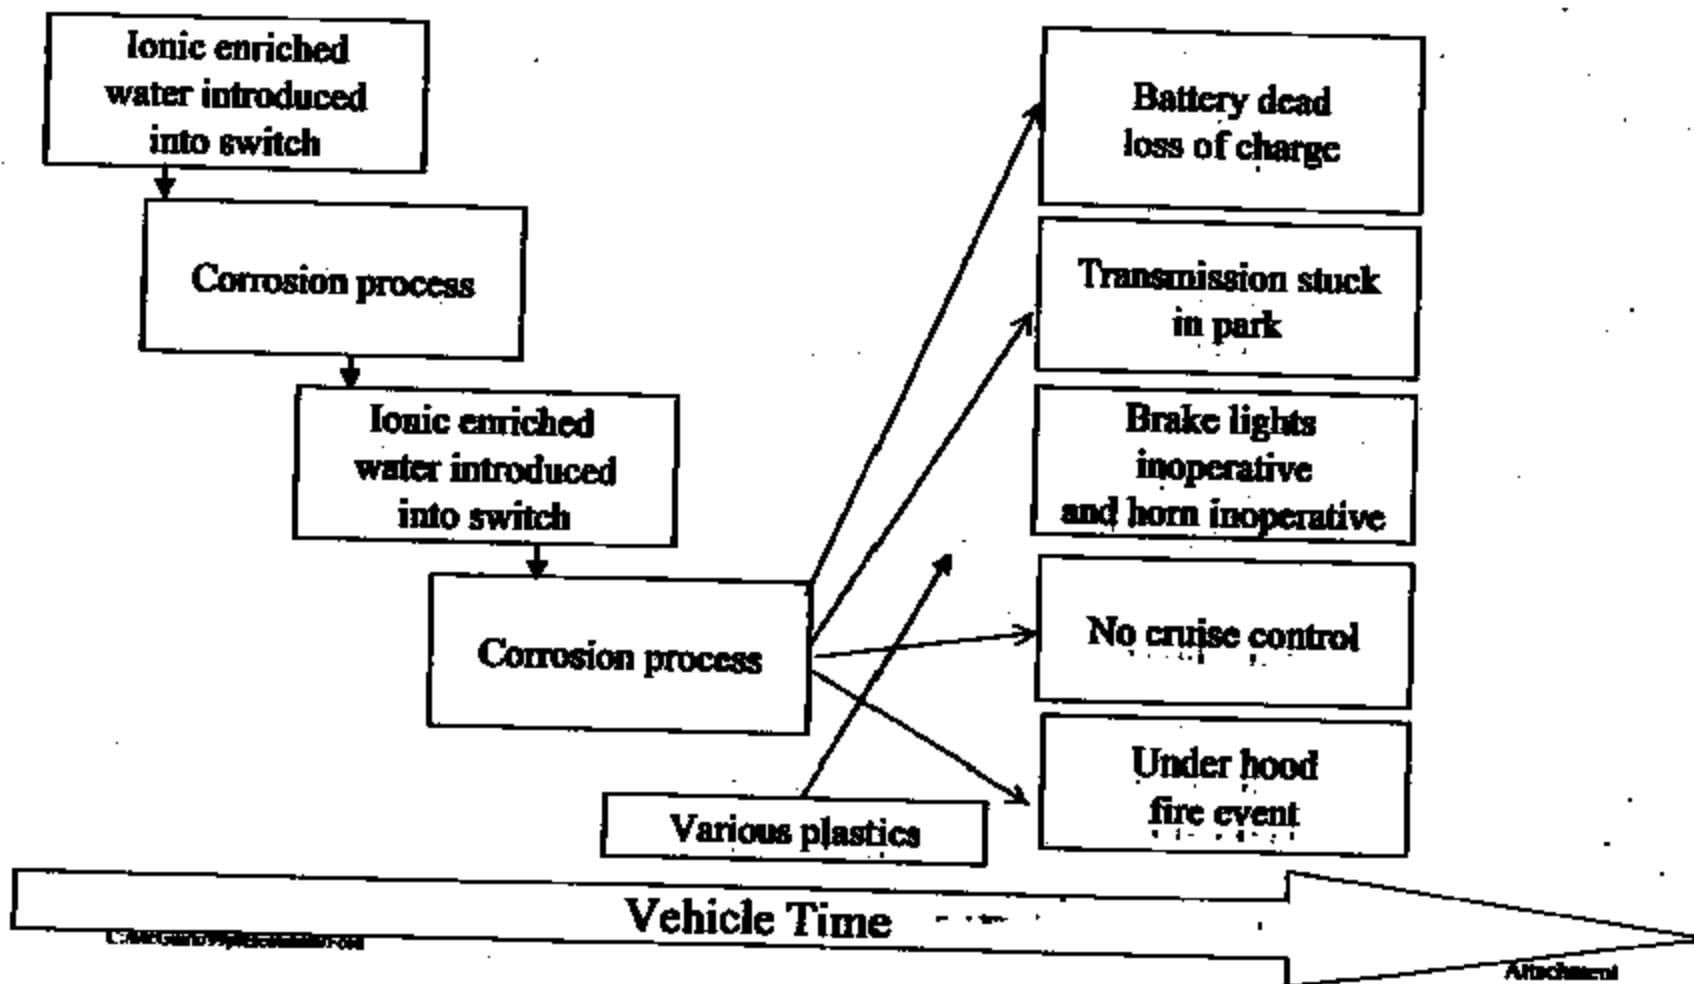 Ionic enriched
water introduced
into switch
Corrosion process
Ionic enriched
water introduced
into switch
Corrosion process
Various plastics
Battery dead
loss of charge
Transmission stuck
in park
Brake lights
inoperative
and horn inoperative
No cruise control
Under hood
fire event
Vehicle Time
Attachment